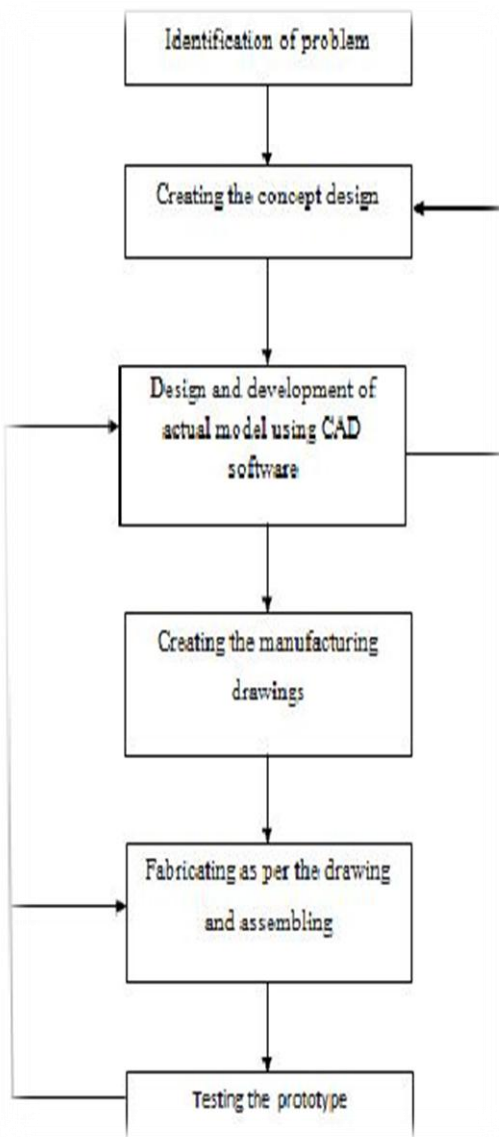 Identification of problem
Creating the concept design
Design and development of
actual model using CAD
software
Creating the manufacturing
drawings
Fabricating as per the drawing
and assembling
Testing the prototype